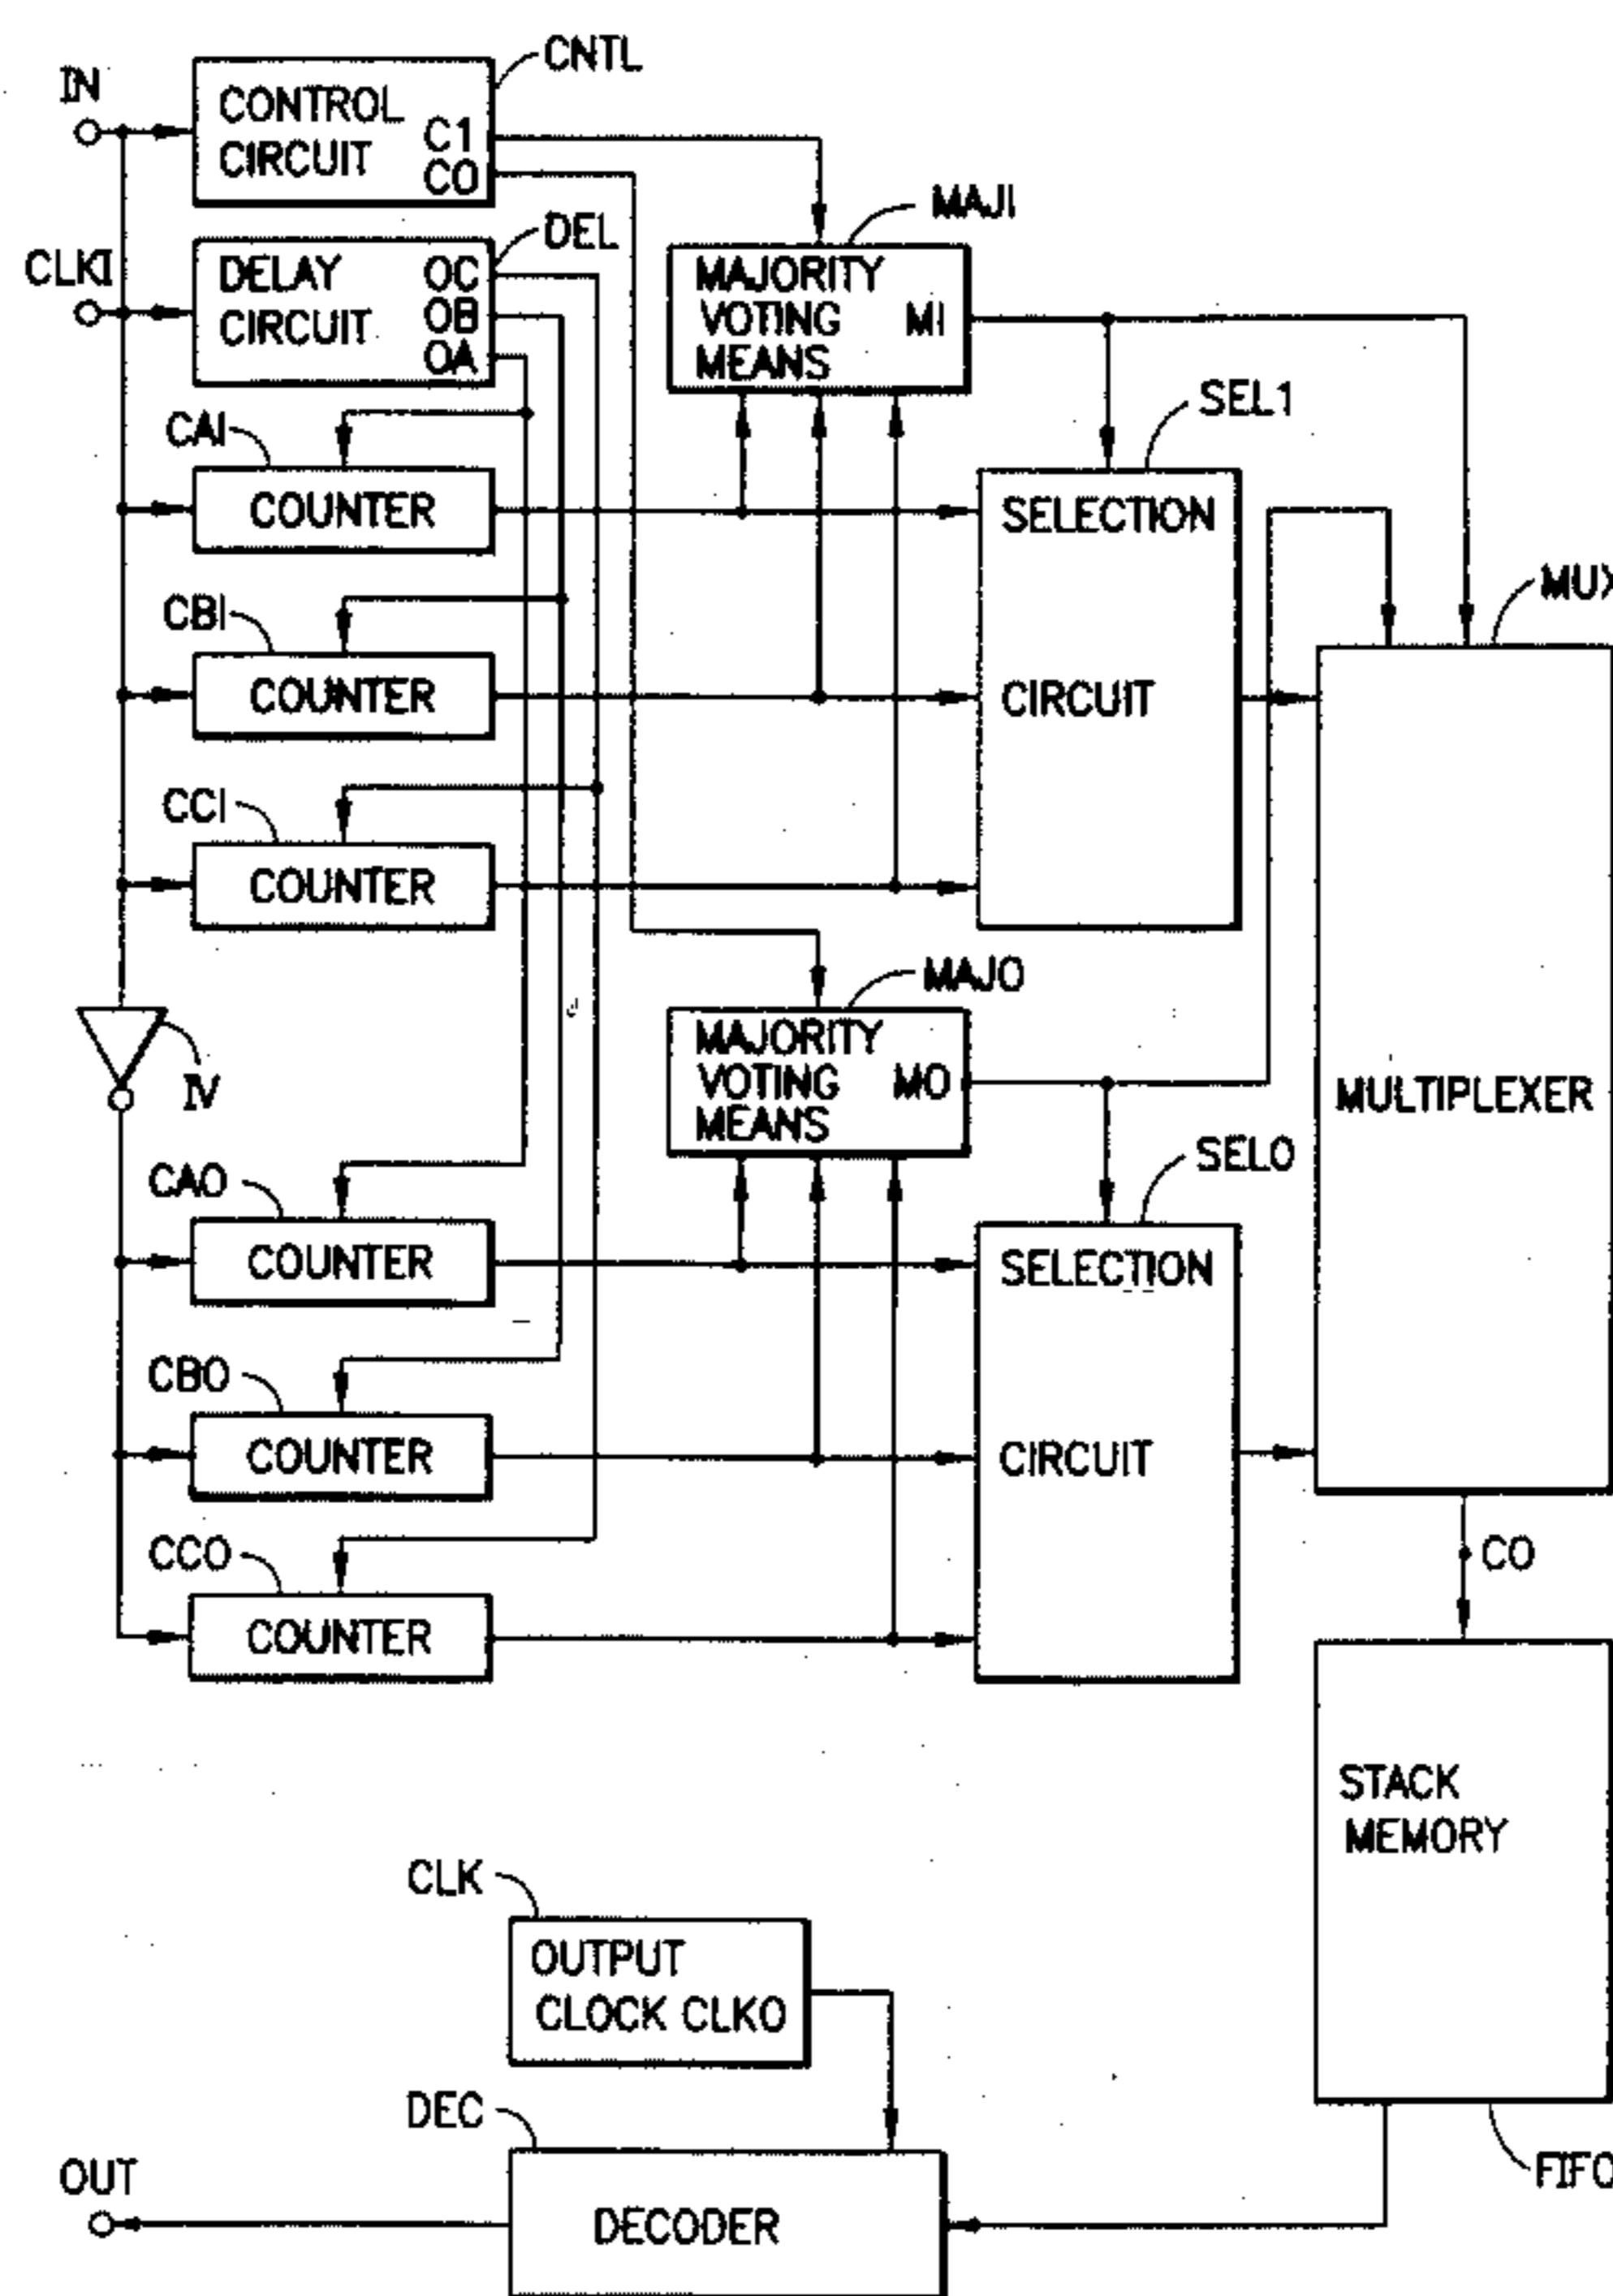 IN
CONTROL
CIRCUIT
C1
CO
CNTL
CLKI
DELAY
CIRCUIT
OC
OB
OA
DEL
MAJI
MAJORITY
VOTING MI
MEANS
CAI
COUNTER
SEL1
SELECTION
CIRCUIT
CBI
COUNTER
MUX
MULTIPLEXER
CCI
COUNTER
IV
MAJO
MAJORITY
VOTING MO
MEANS
CAO
COUNTER
SELO
SELECTION
CIRCUIT
CBO
COUNTER
CCO
COUNTER
CO
STACK
MEMORY
FIFO
CLK
OUTPUT
CLOCK CLKO
DEC
DECODER
OUT